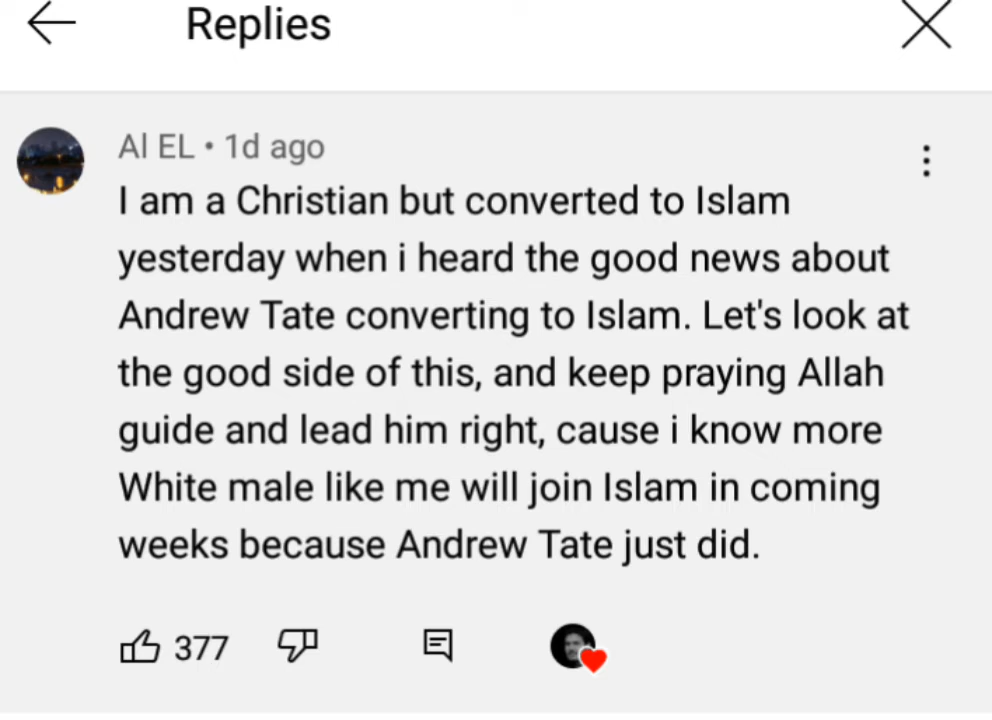 Replies
Al EL • 1d ago
I am a Christian but converted to Islam
yesterday when i heard the good news about
Andrew Tate converting to Islam. Let's look at
the good side of this, and keep praying Allah
guide and lead him right, cause i know more
White male like me will join Islam in coming
weeks because Andrew Tate just did.
377